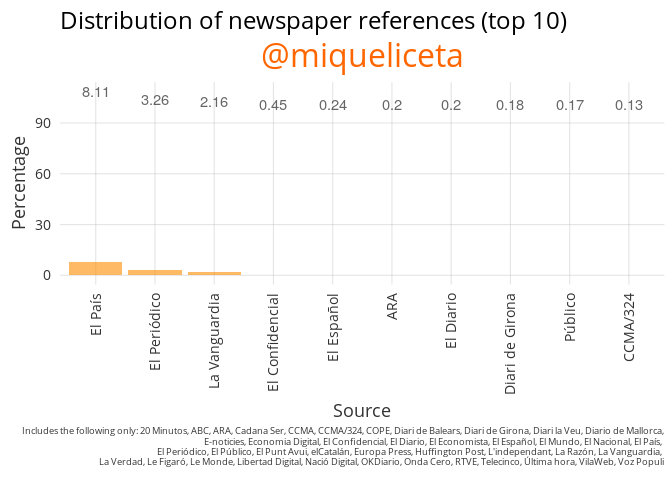 Distribution of newspaper references (top 10)
@miqueliceta
8.11 3.26 2.16 0.45 0.24 0.2 0.2 0.18 0.17 0.13
Percentage
90
60
30
0
El País
El Periódico
La Vanguardia
El Confidencial
El Español
ARA
El Diario
Diari de Girona
Público
CCMA/324
Source
Includes the following only: 20 Minutos, ABC, ARA, Cadana Ser, CCMA, CCMA/324, COPE, Diari de Balears, Diari de Girona, Diari la Veu, Diario de Mallorca,
E-noticies, Economia Digital, El Confidencial, El Diario, El Economista, El Español, El Mundo, El Nacional, El País,
El Periódico, El Público, El Punt Avui, elCatalán, Europa Press, Huffington Post, L'independant, La Razón, La Vanguardia,
La Verdad, Le Figaró, Le Monde, Libertad Digital, Nació Digital, OKDiario, Onda Cero, RTVE, Telecinco, Última hora, VilaWeb, Voz Populi